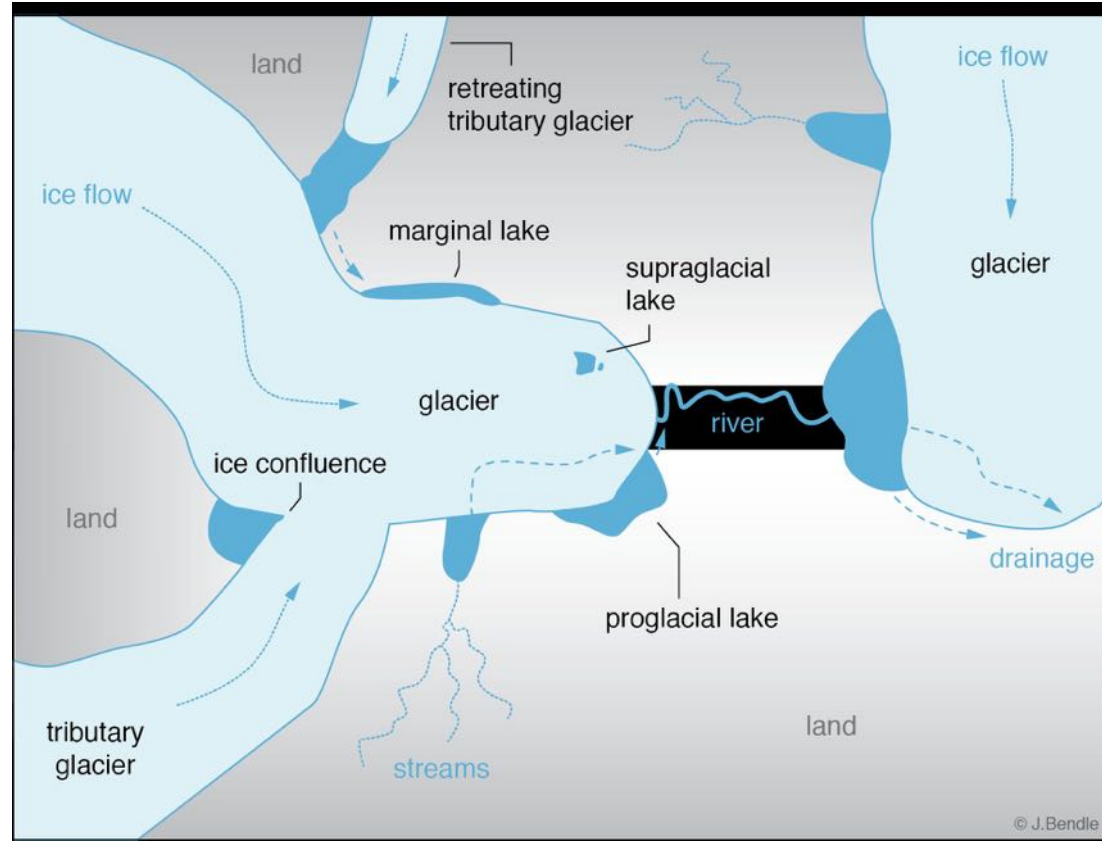 land
retreating
tributary glacier
ice flow
ice flow
marginal lake
supraglacial
lake
glacier
glacier
river
ice confluence
land
drainage
proglacial lake
tributary
glacier
streams
land
© J.Bendle